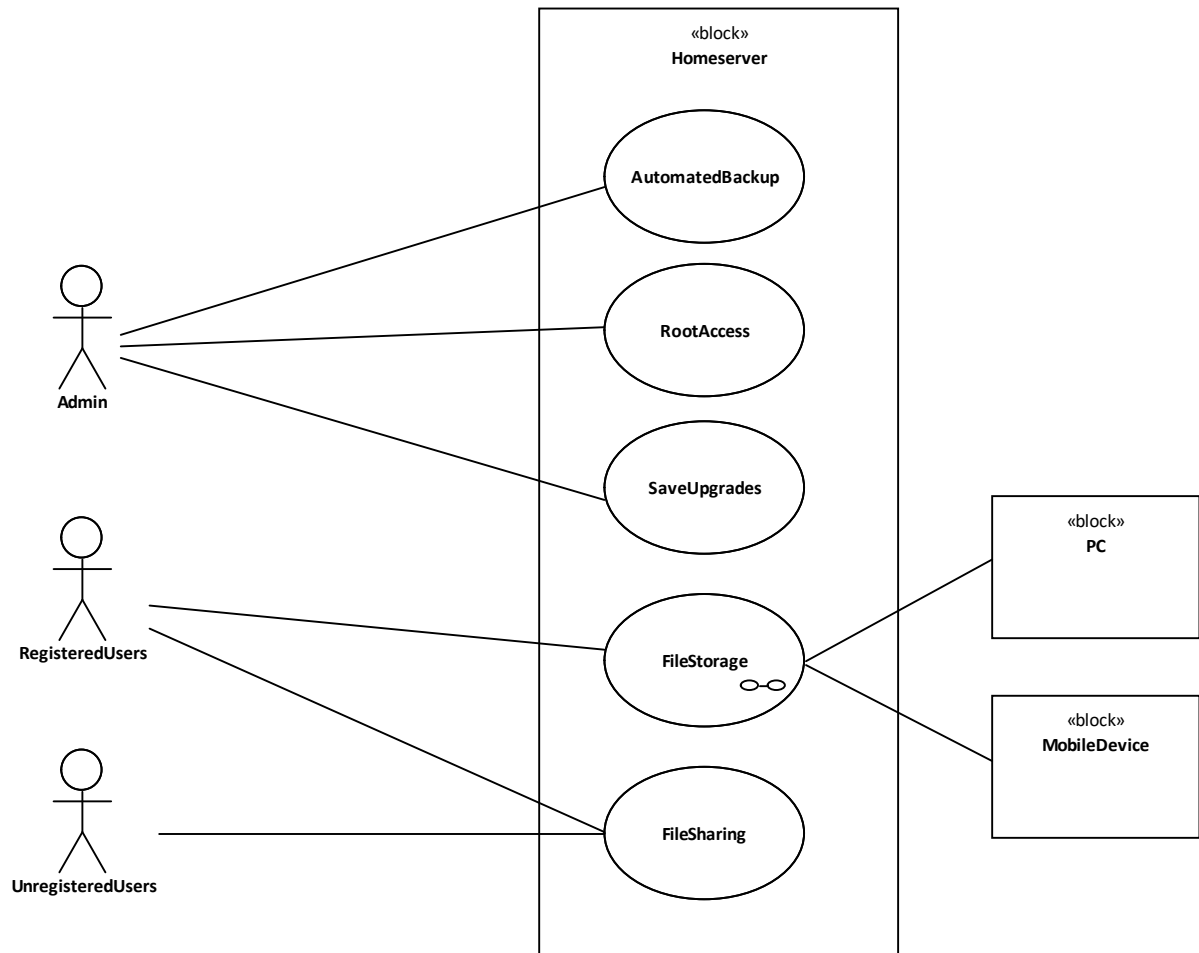 «block»
Homeserver
AutomatedBackup
RootAccess
Admin
SaveUpgrades
«block»
PC
RegisteredUsers
FileStorage
«block»
MobileDevice
FileSharing
UnregisteredUsers